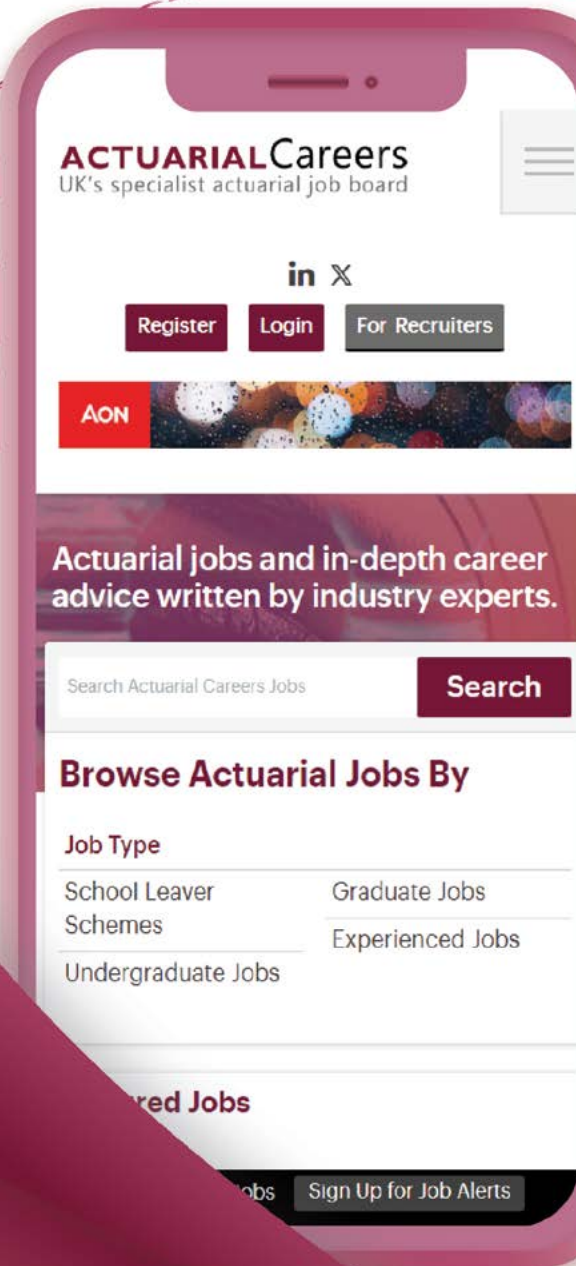 ACTUARIALCareers
UK's specialist actuarial job board
in X
Register Login For Recruiters
AON
Actuarial jobs and in-depth career
advice written by industry experts.
Search Actuarial Careers Jobs Search
Browse Actuarial Jobs By
Job Type
School Leaver
Schemes
Undergraduate Jobs
Graduate Jobs
Experienced Jobs
Jobs
Sign Up for Job Alerts